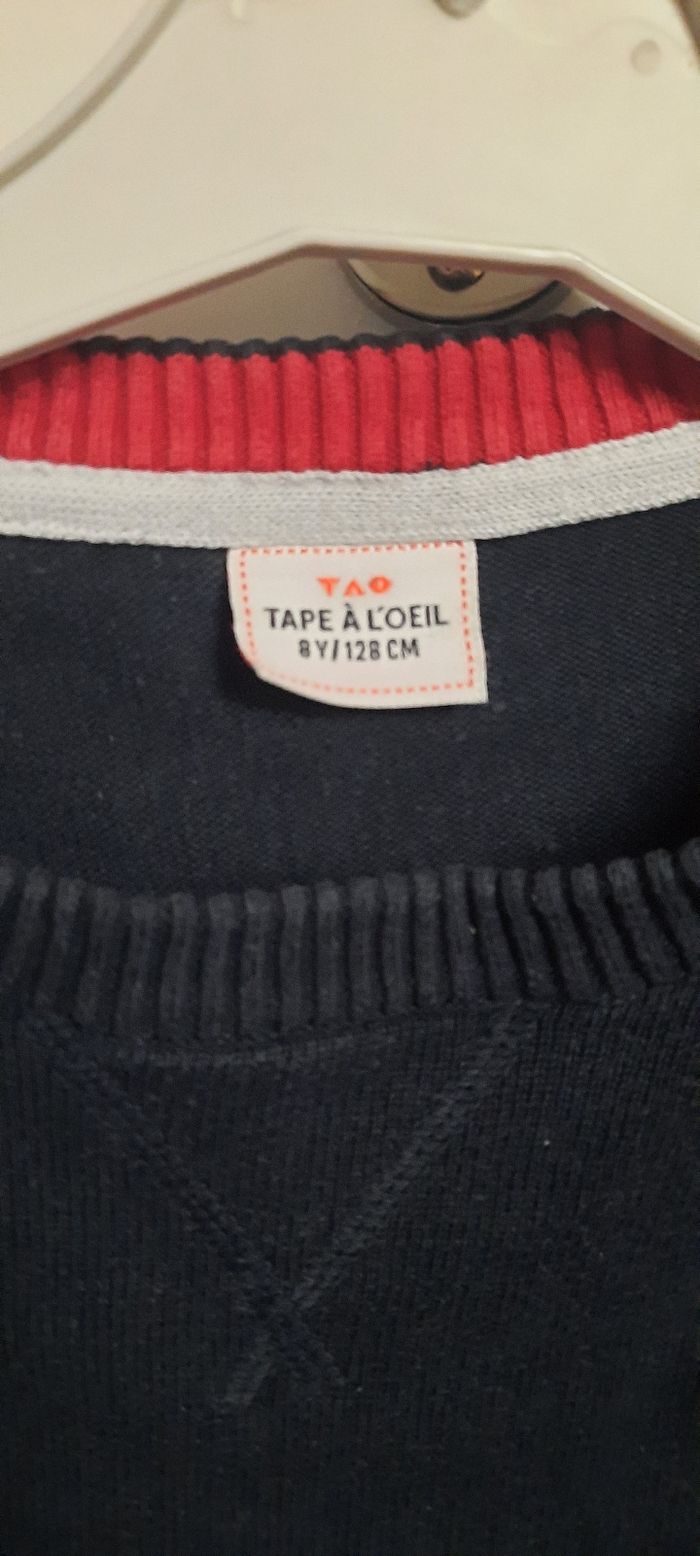 TAO
TAPE À L'OEIL
8Y/128 CM